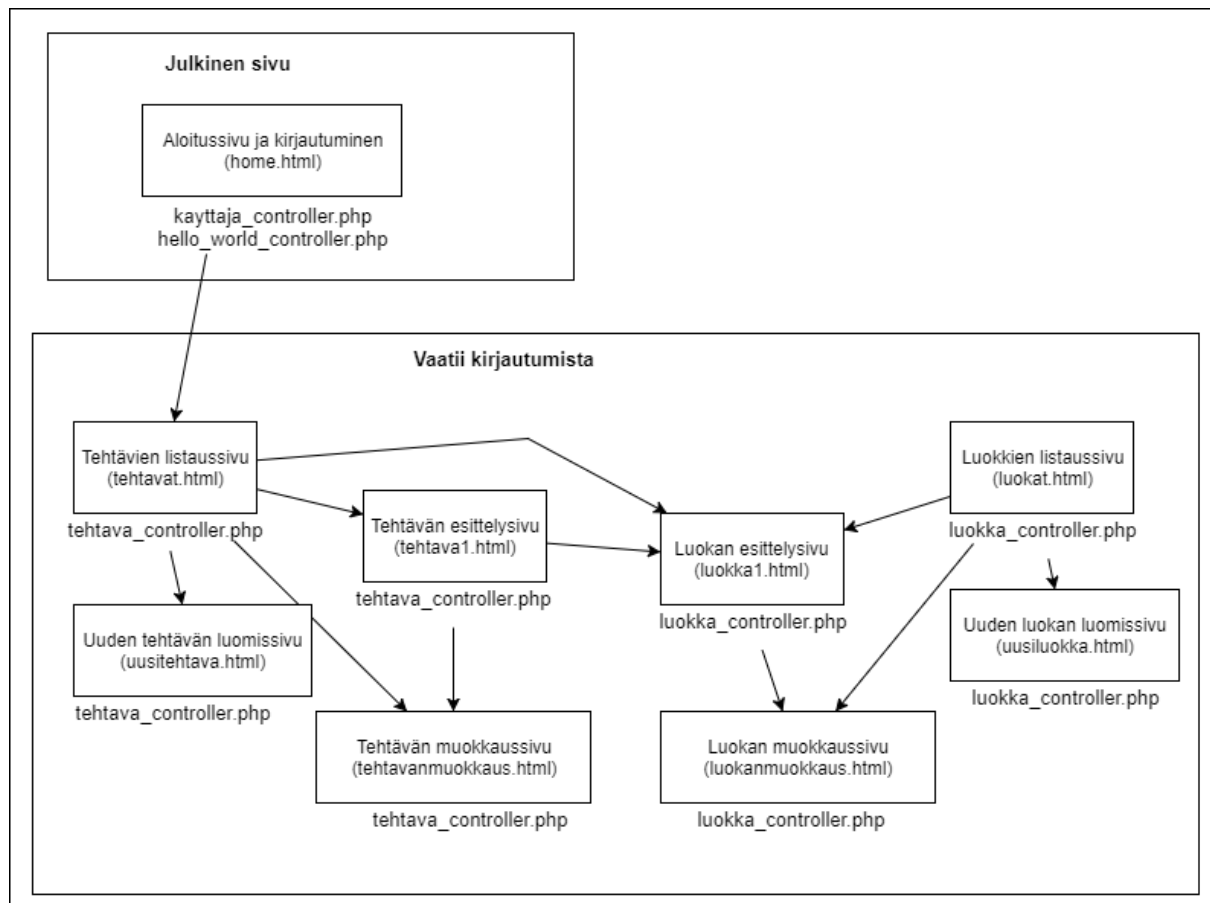 Julkinen sivu
Aloitussivu ja kirjautuminen
(home.html)
kayttaja_controller.php
hello_world_controller.php
Vaatii kirjautumista
Tehtävien listaussivu
(tehtavat.html)
tehtava_controller.php
Luokkien listaussivu
(luokat.html)
luokka_controller.php
Tehtävän esittelysivu
(tehtava1.html)
tehtava_controller.php
Luokan esittelysivu
(luokka1.html)
luokka_controller.php
Uuden tehtävän luomissivu
(uusitehtava.html)
tehtava_controller.php
Uuden luokan luomissivu
(uusiluokka.html)
luokka_controller.php
Tehtävän muokkaussivu
(tehtavanmuokkaus.html)
tehtava_controller.php
Luokan muokkaussivu
(luokanmuokkaus.html)
luokka_controller.php